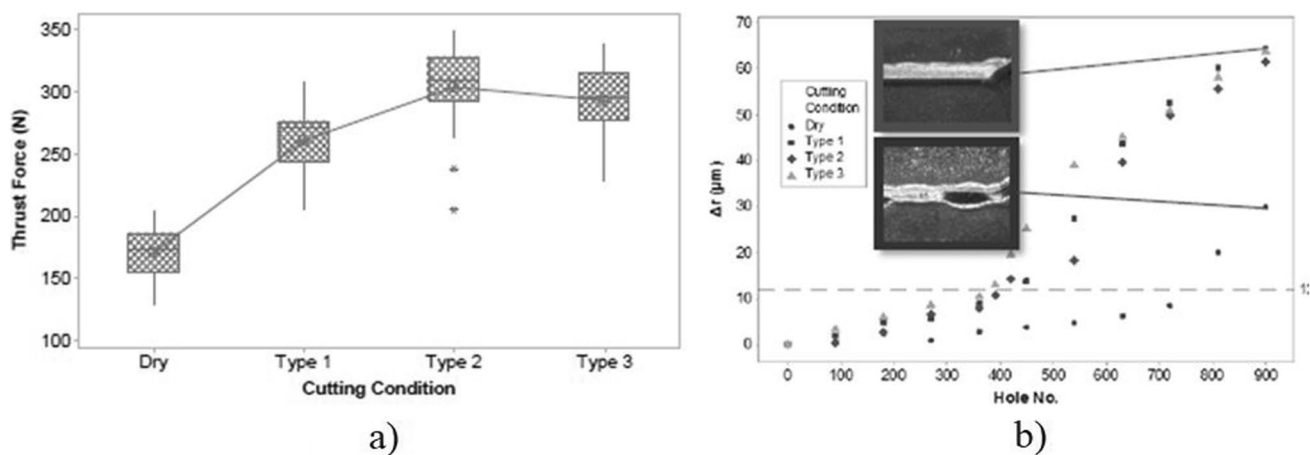 350
300
250
200
150
100
Thrust Force (N)
Dry
Type 1
Type 2
Type 3
Cutting Condition
a)
70
60
50
40
30
20
10
0
Δr (µm)
Cutting
Condition
Dry
Type 1
Type 2
Type 3
0
100
200
300
400
500
600
700
800
900
Hole No.
b)